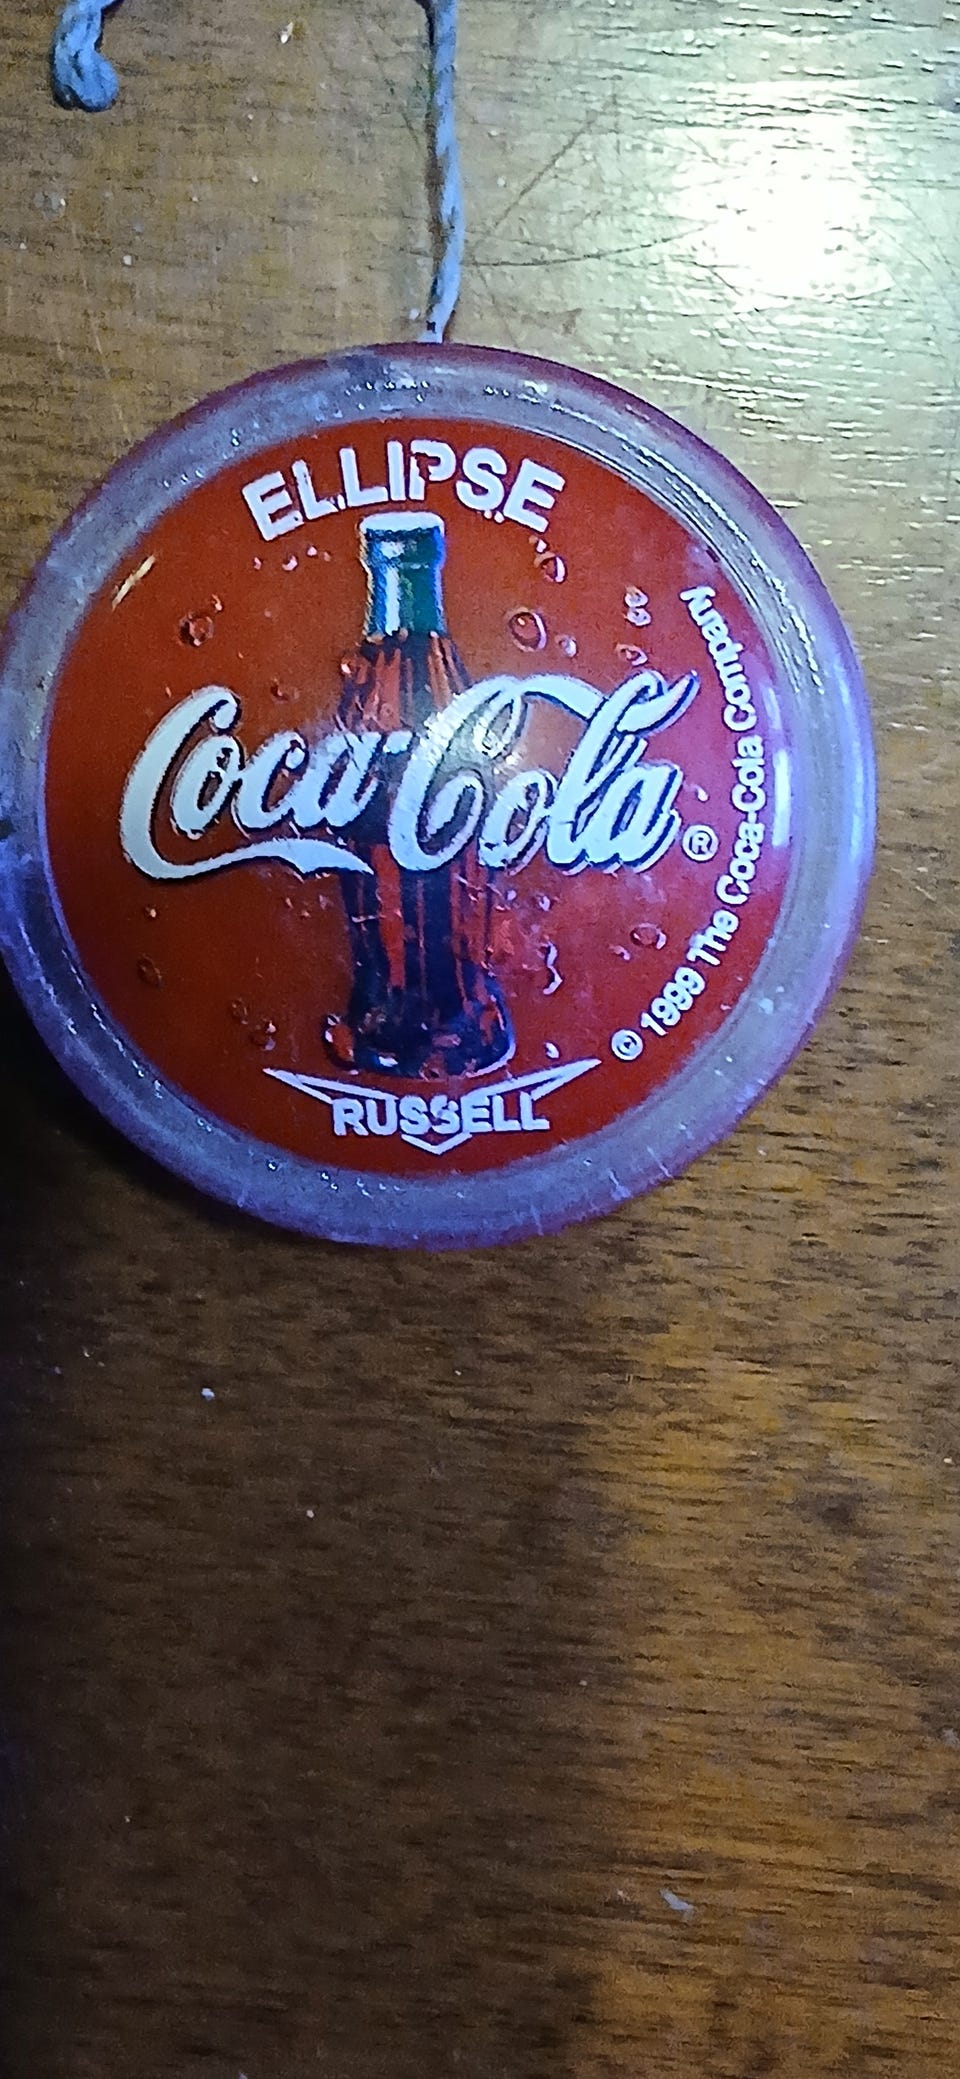 ELLIPSE
Coca-Cola ®
© 1999 The Coca-Cola Company
RUSSELL